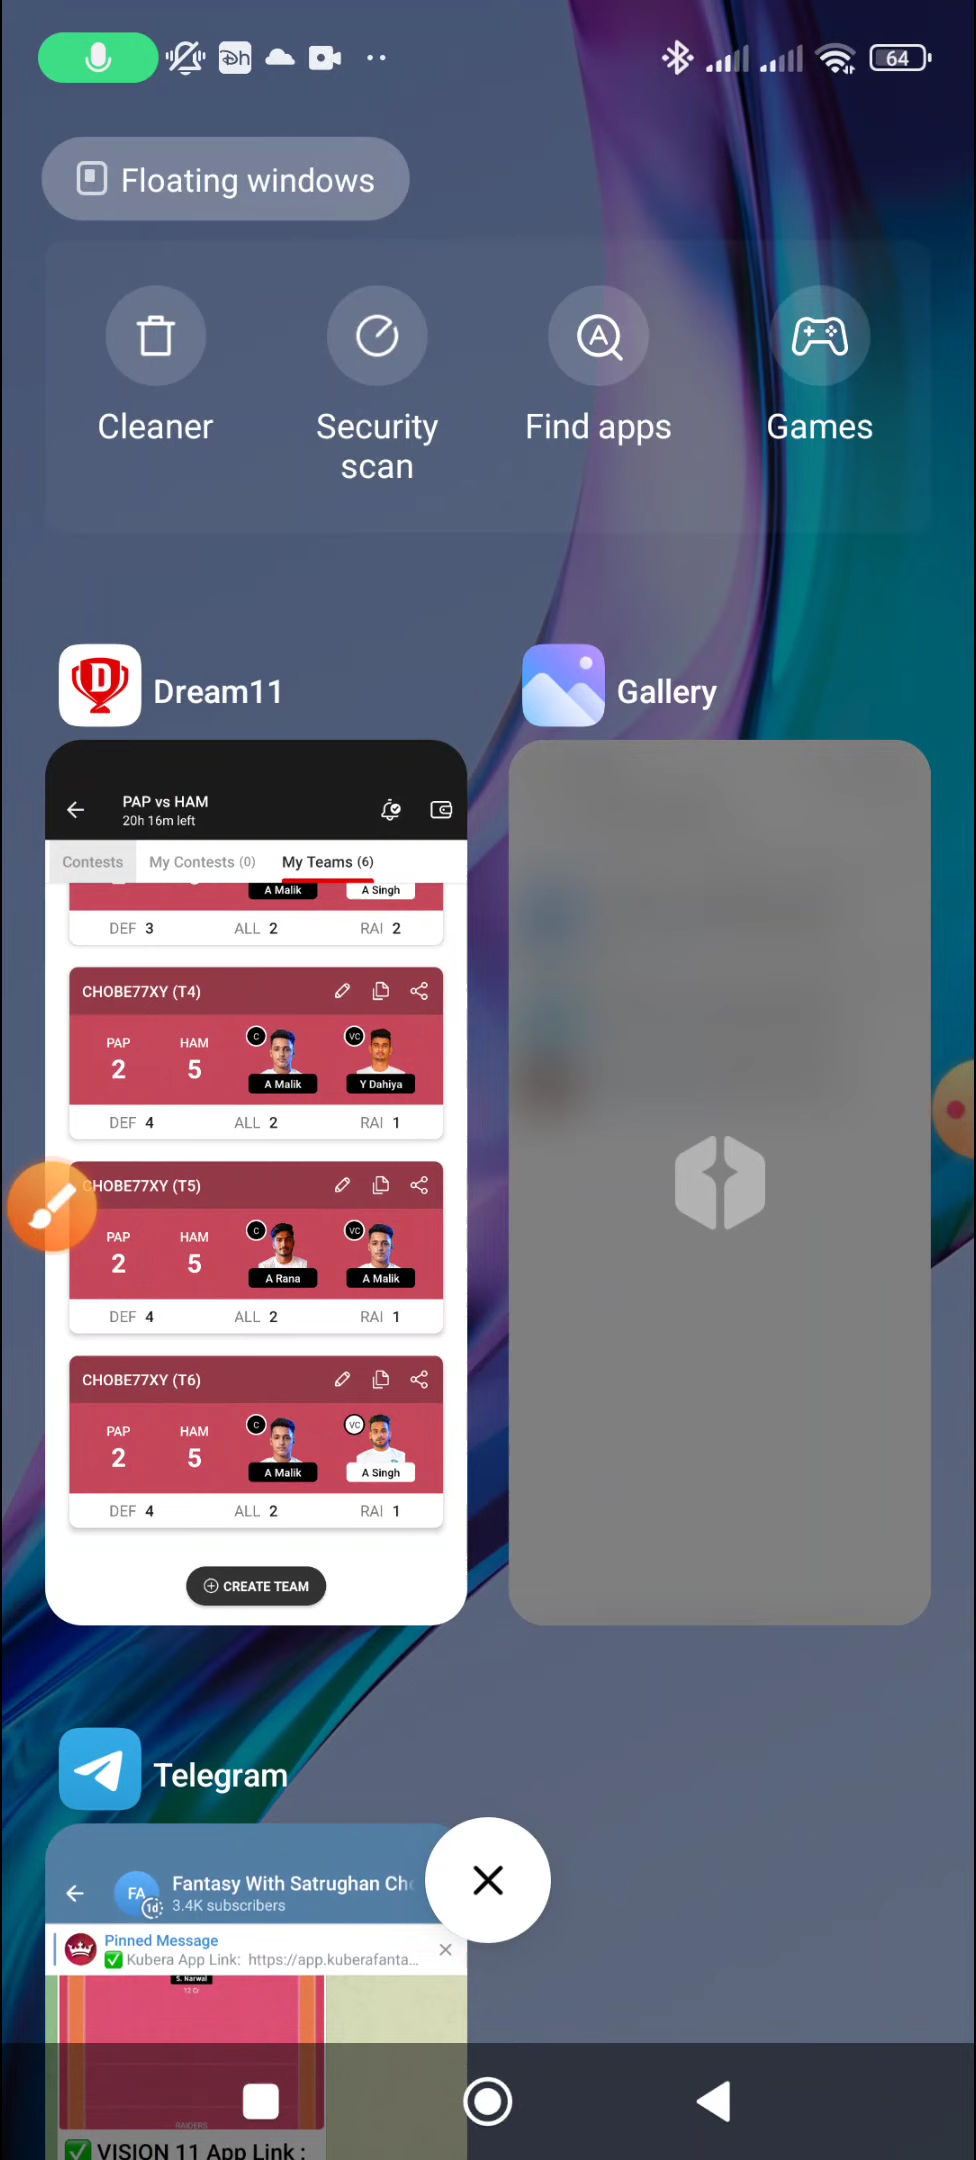 64
Floating windows
Cleaner
Security scan
Find apps
Games
Dream11
Gallery
PAP vs HAM
20h 16m left
Contests
My Contests (0)
My Teams (6)
A Malik
A Singh
DEF 3
ALL 2
RAI 2
CHOBE77XY (T4)
PAP
HAM
C
VC
2
5
A Malik
Y Dahiya
DEF 4
ALL 2
RAI 1
CHOBE77XY (T5)
PAP
HAM
C
VC
2
5
A Rana
A Malik
DEF 4
ALL 2
RAI 1
CHOBE77XY (T6)
PAP
HAM
C
VC
2
5
A Malik
A Singh
DEF 4
ALL 2
RAI 1
CREATE TEAM
Telegram
FA
1d
Fantasy With Satrughan Ch
3.4K subscribers
Pinned Message
✅ Kubera App Link: https://app.kuberafanta...
S. Narwal
RAIDERS
✅ VISION 11 App Link :